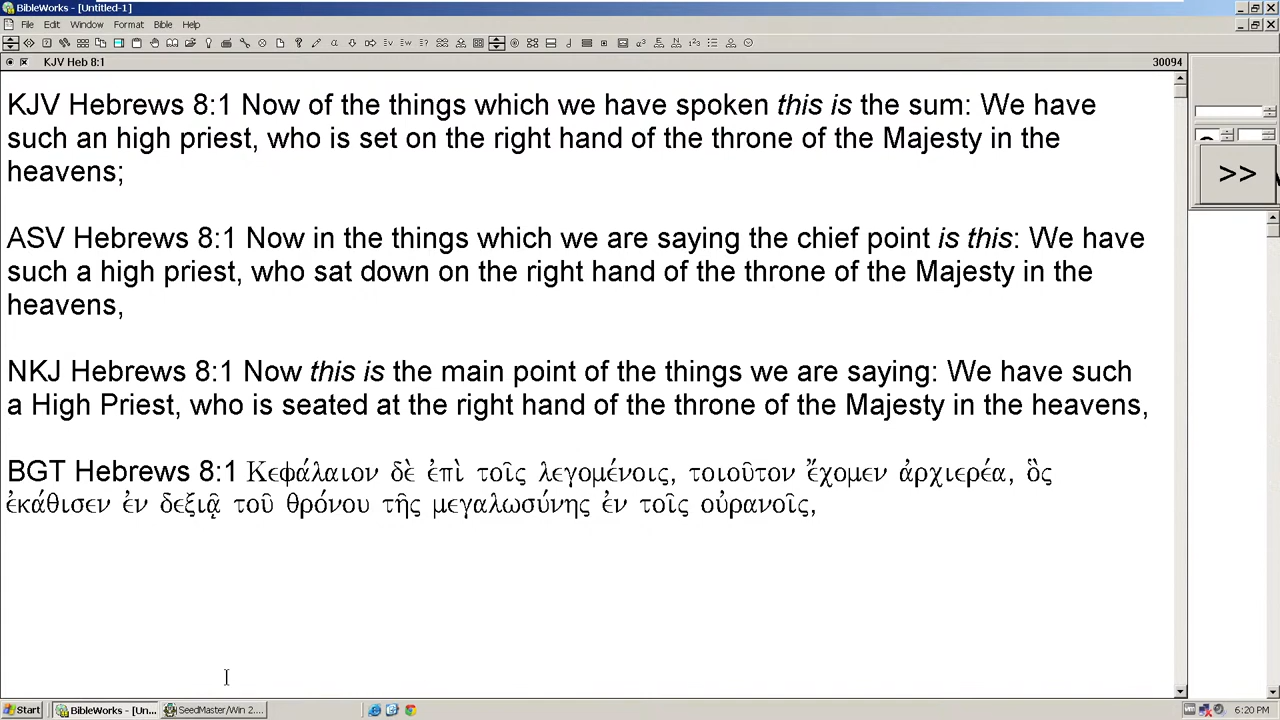 BibleWorks - [Untitled-1]
File Edit Window Format Bible Help
KJV Heb 8:1 30094
KJV Hebrews 8:1 Now of the things which we have spoken this is the sum: We have
such an high priest, who is set on the right hand of the throne of the Majesty in the
heavens;
>>
ASV Hebrews 8:1 Now in the things which we are saying the chief point is this: We have
such a high priest, who sat down on the right hand of the throne of the Majesty in the
heavens,
NKJ Hebrews 8:1 Now this is the main point of the things we are saying: We have such
a High Priest, who is seated at the right hand of the throne of the Majesty in the heavens,
BGT Hebrews 8:1 Κεφάλαιον δὲ ἐπὶ τοῖς λεγομένοις, τοιοῦτον ἔχομεν ἀρχιερέα, ὃς
ἐκάθισεν ἐν δεξιᾷ τοῦ θρόνου τῆς μεγαλωσύνης ἐν τοῖς οὐρανοῖς,
Start BibleWorks - [Un... SeedMaster/Win 2.... 6:20 PM